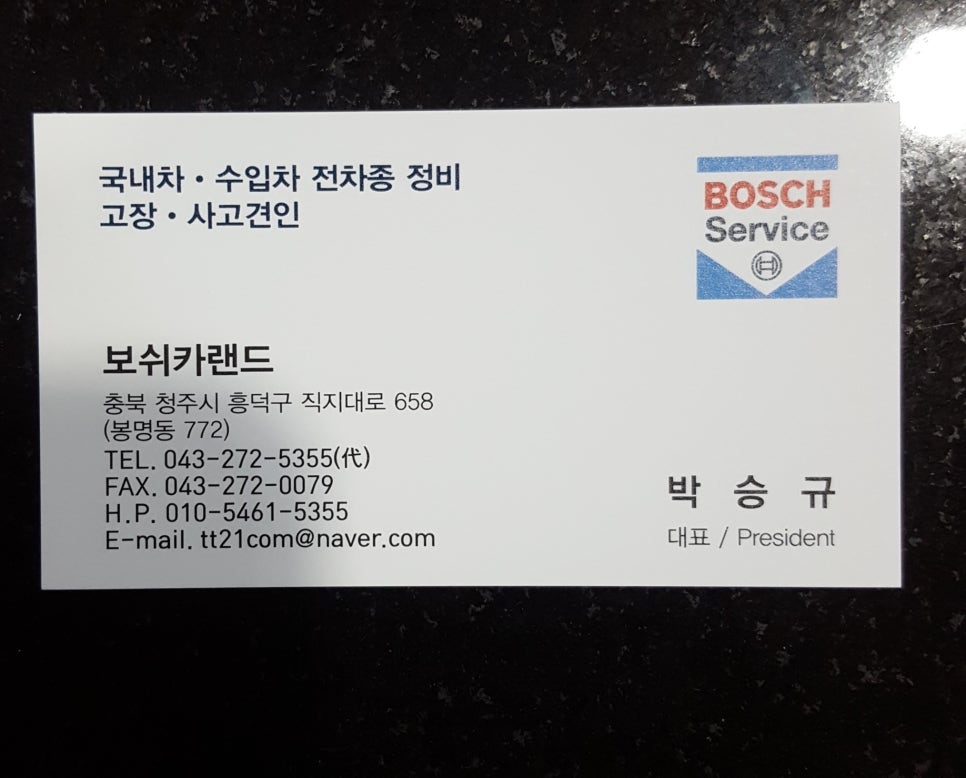 국내차 · 수입차 전차종 정비
고장 · 사고견인
BOSCH
Service
보쉬카랜드
충북 청주시 흥덕구 직지대로 658
(봉명동 772)
TEL. 043-272-5355(代)
FAX. 043-272-0079
H.P. 010-5461-5355
E-mail. tt21com@naver.com
박 승 규
대표 / President